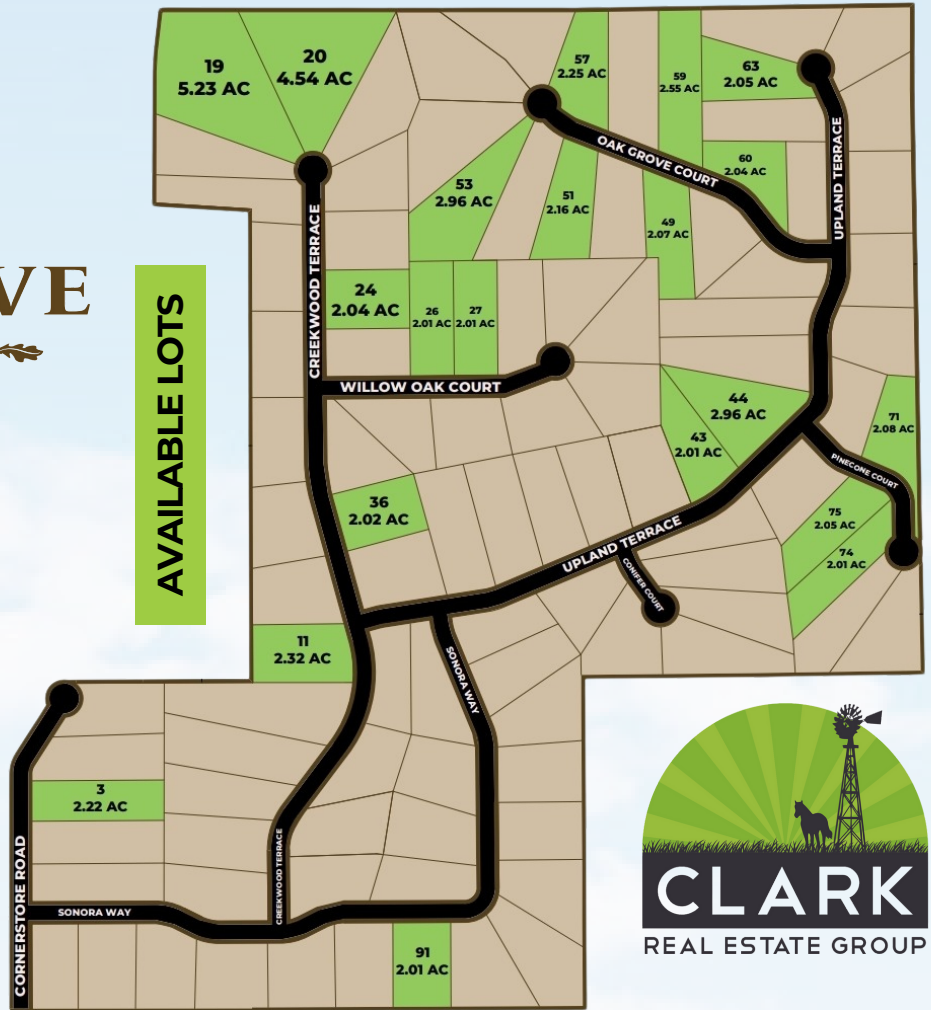 VE
AVAILABLE LOTS
19
5.23 AC
20
4.54 AC
57
2.25 AC
59
2.55 AC
63
2.05 AC
OAK GROVE COURT
UPLAND TERRACE
60
2.04 AC
53
2.96 AC
51
2.16 AC
49
2.07 AC
CREEKWOOD TERRACE
24
2.04 AC
26
2.01 AC
27
2.01 AC
WILLOW OAK COURT
44
2.96 AC
43
2.01 AC
71
2.08 AC
PINECONE COURT
36
2.02 AC
75
2.05 AC
74
2.01 AC
UPLAND TERRACE
CONIFER COURT
11
2.32 AC
SONORA WAY
3
2.22 AC
CORNERSTORE ROAD
CREEKWOOD TERRACE
SONORA WAY
91
2.01 AC
CLARK
REAL ESTATE GROUP